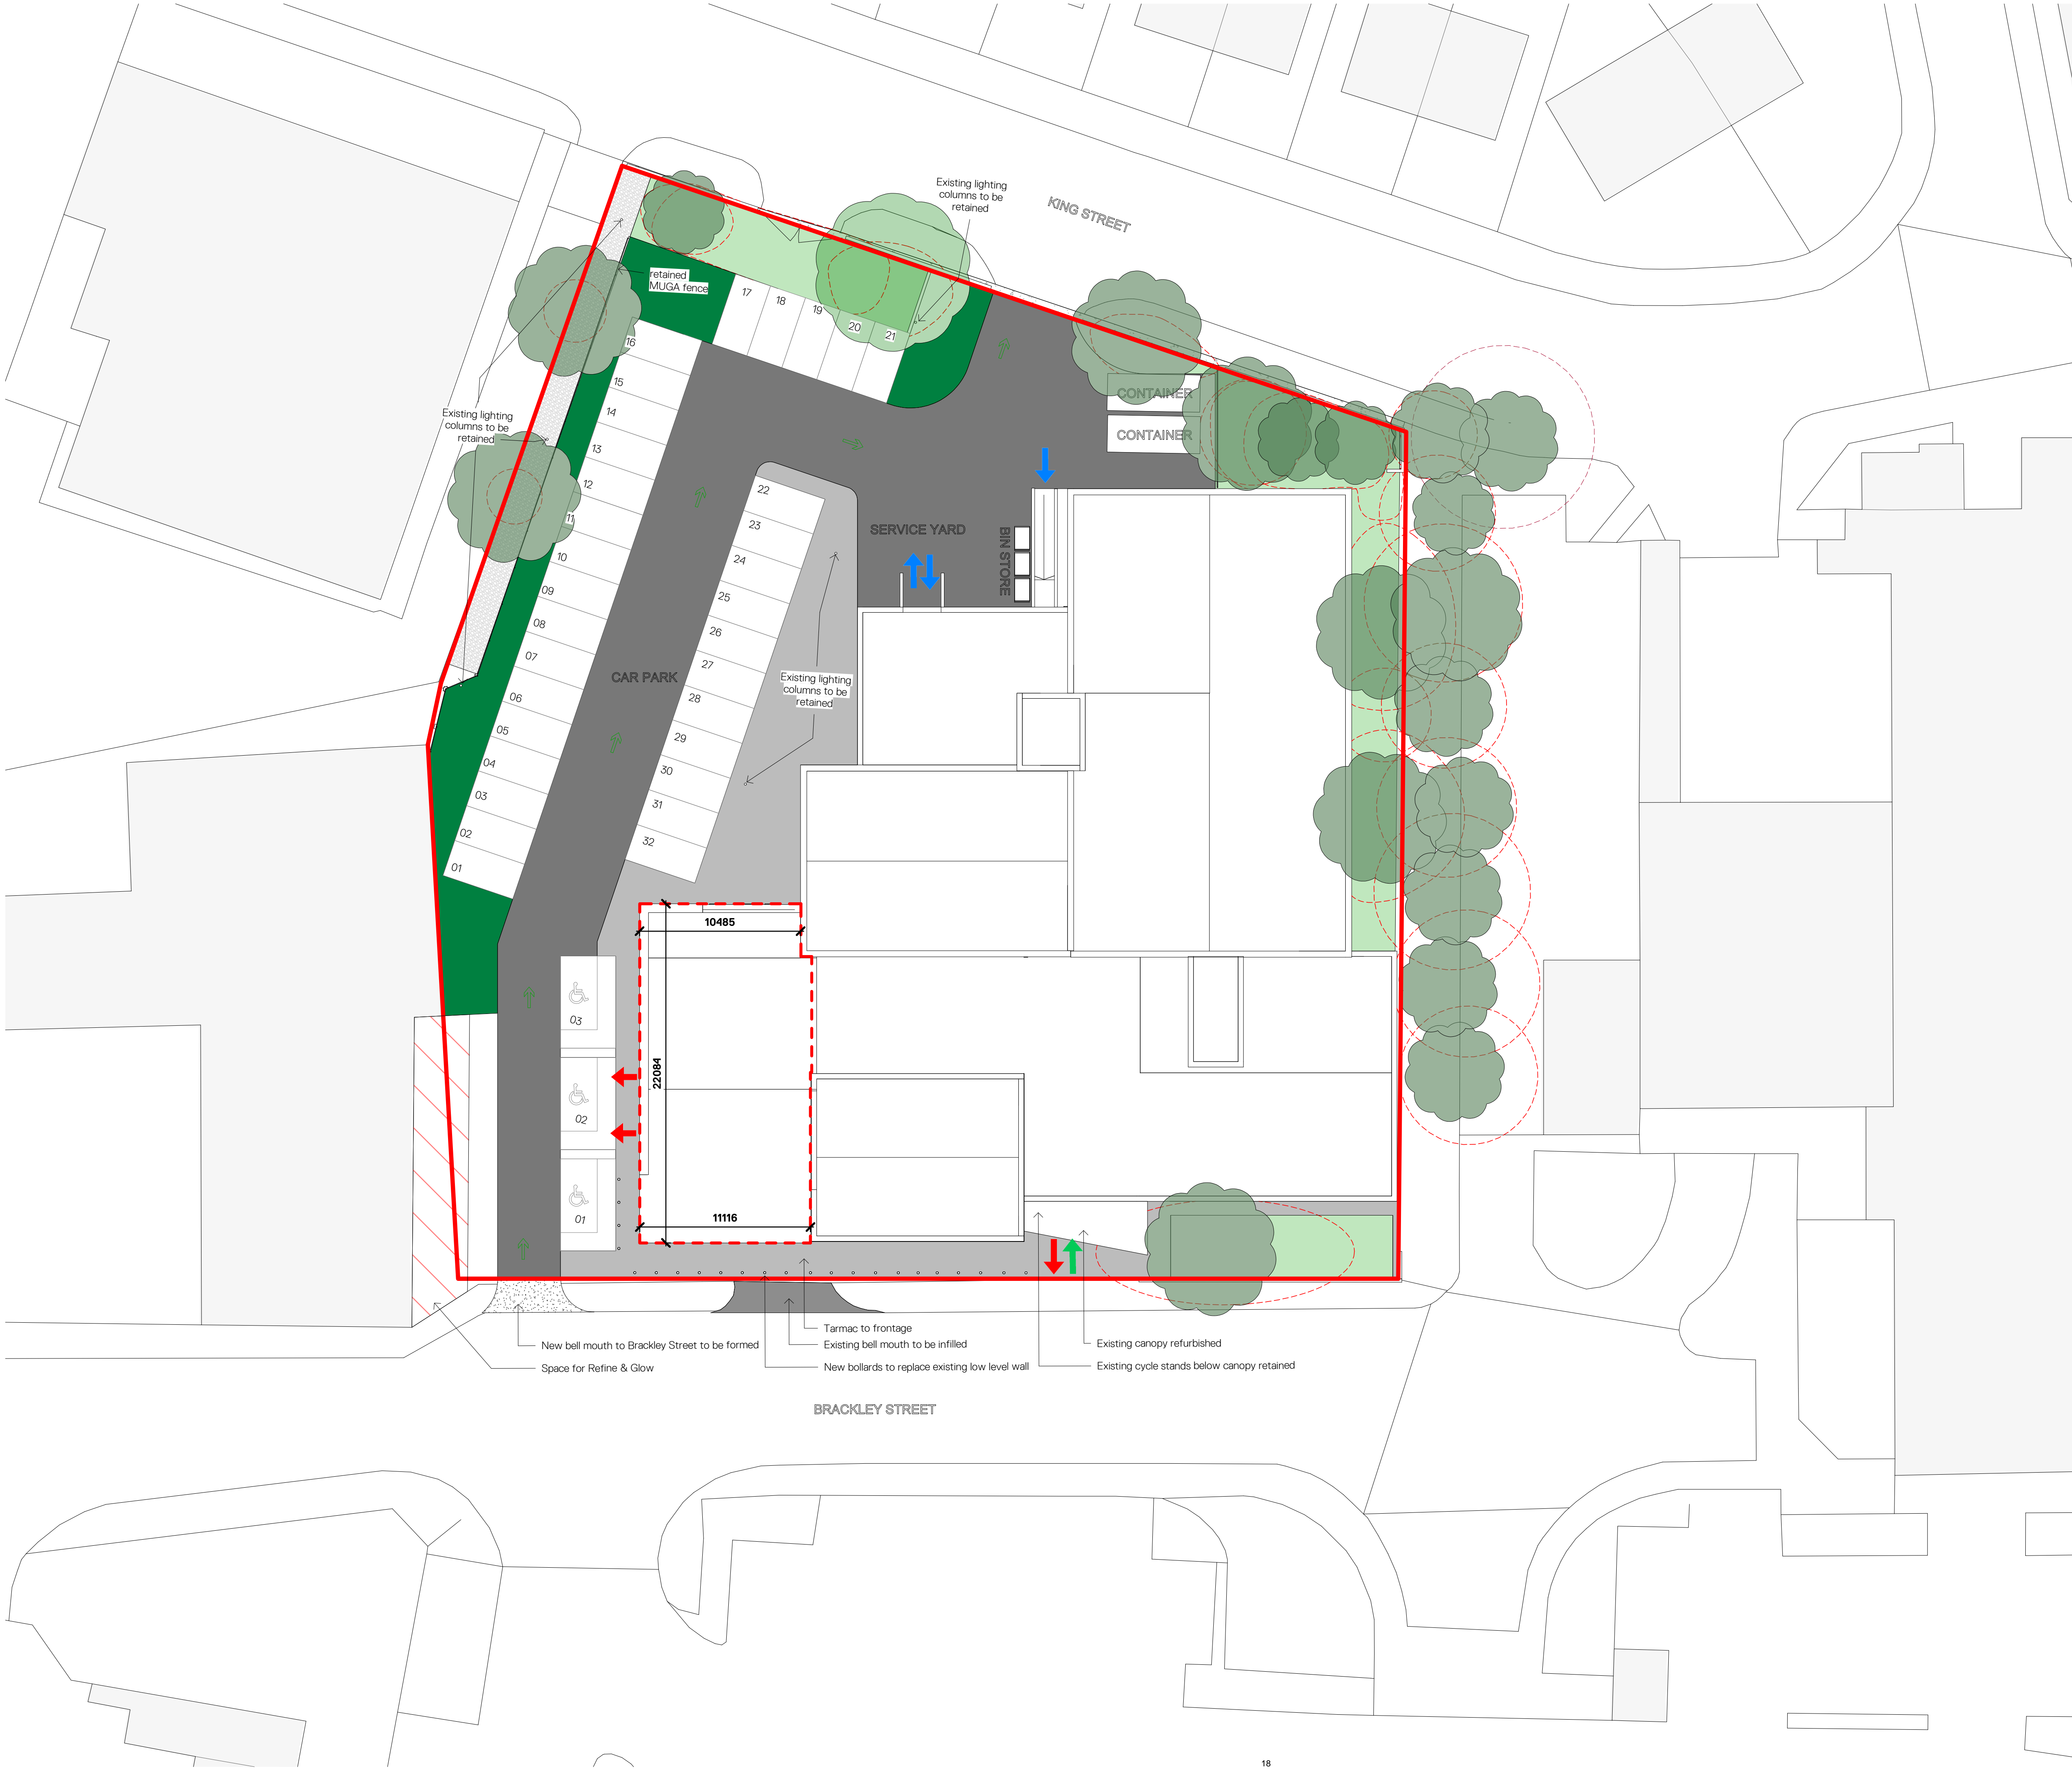 Existing lighting
columns to be
retained
KING STREET
retained
MUGA fence
17
18
19
20
21
16
15
14
13
12
11
10
09
08
07
06
05
04
03
02
01
Existing lighting
columns to be
retained
CONTAINER
CONTAINER
22
23
24
25
26
27
28
29
30
31
32
SERVICE YARD
BIN STORE
CAR PARK
Existing lighting
columns to be
retained
10485
22084
11116
03
02
01
Tarmac to frontage
New bell mouth to Brackley Street to be formed
Existing bell mouth to be infilled
Existing canopy refurbished
Space for Refine & Glow
New bollards to replace existing low level wall
Existing cycle stands below canopy retained
BRACKLEY STREET
18